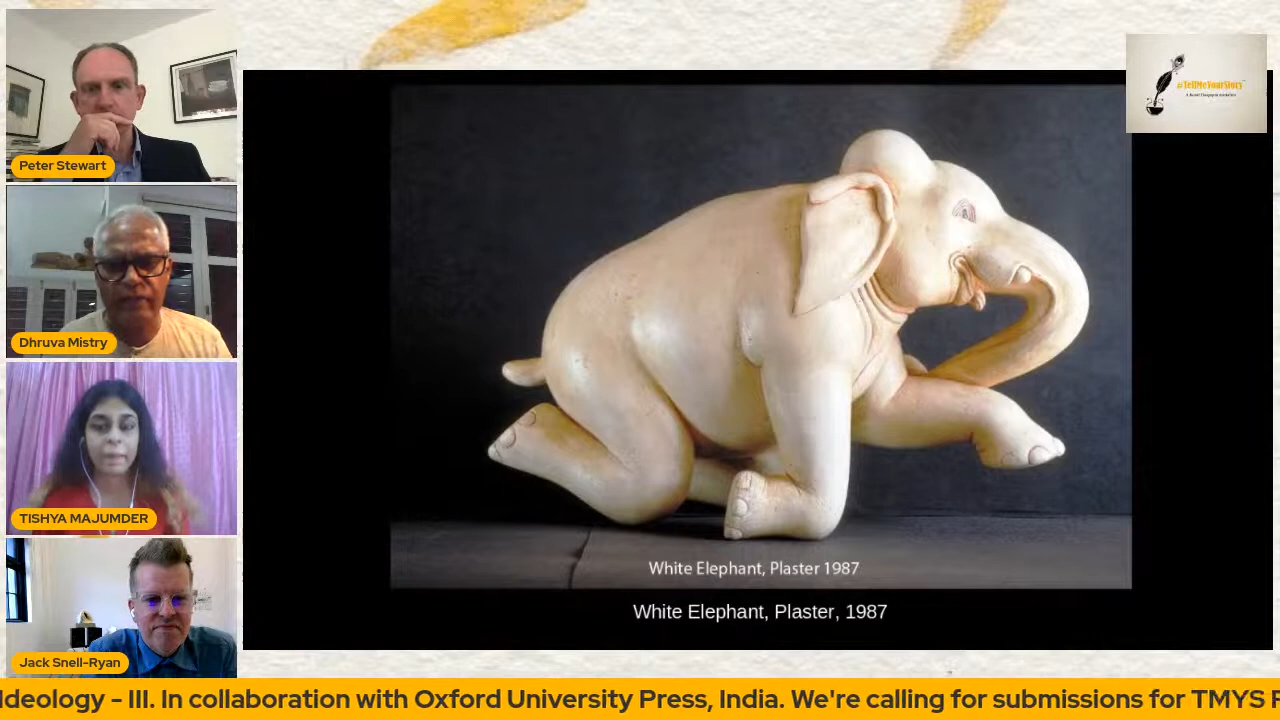 Peter Stewart
Dhruva Mistry
TISHYA MAJUMDER
Jack Snell-Ryan
#TellMeYourStory
White Elephant, Plaster 1987
White Elephant, Plaster, 1987
Ideology - III. In collaboration with Oxford University Press, India. We're calling for submissions for TMYS